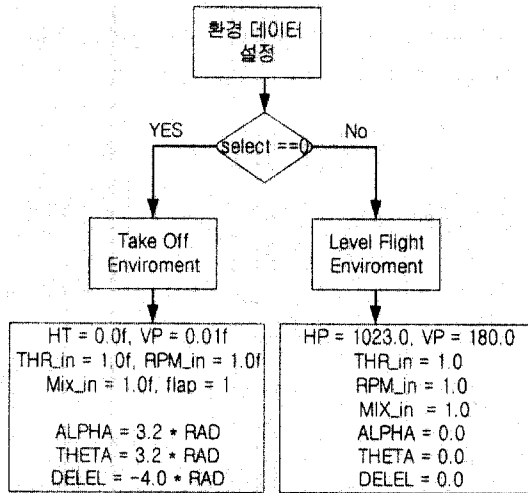 환경 데이터
설정
YES
No
select ==0
Take Off
Enviroment
Level Flight
Enviroment
HT = 0.0f, VP = 0.01f
THR_in = 1.0f, RPM_in = 1.0f
Mix_in = 1.0f, flap = 1
ALPHA = 3.2 * RAD
THETA = 3.2 * RAD
DELEL = -4.0 * RAD
HP = 1023.0, VP = 180.0
THR_in = 1.0
RPM_in = 1.0
MIX_in = 1.0
ALPHA = 0.0
THETA = 0.0
DELEL = 0.0